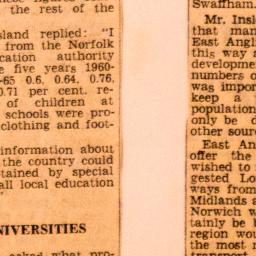 the rest of the
sland replied: "I
from the Norfolk
cation authority
e five years 1960-
-65 0.6, 0.64, 0.76,
0.71 per cent. re-
of children at
schools were pro-
clothing and foot-
information about
the country could
tained by special
all local education
"
NIVERSITIES
asked what pro-
Swaffham.
Mr. Insl
that man
East Angl
this way a
developme
numbers o
was impor
keep a
population
only be d
other sour
East An
offer the
wished to
gested Lo
ways from
Midlands a
Norwich w
tainly be b
region wou
the most r
transport